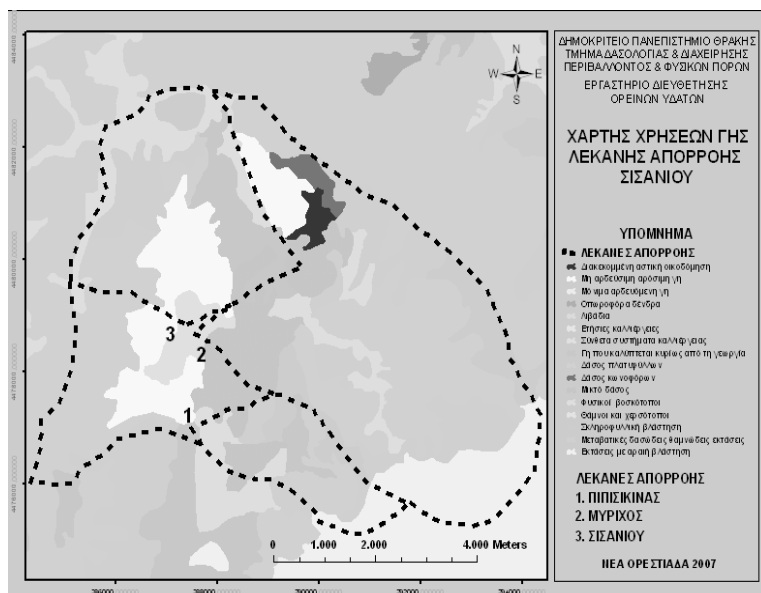 ΔΗΜΟΚΡΙΤΕΙΟ ΠΑΝΕΠΙΣΤΗΜΙΟ ΘΡΑΚΗΣ
ΤΜΗΜΑ ΔΑΣΟΛΟΓΙΑΣ & ΔΙΑΧΕΙΡΗΣΗΣ
ΠΕΡΙΒΑΛΛΟΝΤΟΣ & ΦΥΣΙΚΩΝ ΠΟΡΩΝ
ΕΡΓΑΣΤΗΡΙΟ ΔΙΕΥΘΕΤΗΣΗΣ
ΟΡΕΙΝΩΝ ΥΔΑΤΩΝ
ΧΑΡΤΗΣ ΧΡΗΣΕΩΝ ΓΗΣ
ΛΕΚΑΝΗΣ ΑΠΟΡΡΟΗΣ
ΣΙΣΑΝΙΟΥ
ΥΠΟΜΝΗΜΑ
ΛΕΚΑΝΕΣ ΑΠΟΡΡΟΗΣ
Διακεκομμένη αστική οικοδόμηση
Μη αρδεύσιμη αρόσιμη γη
Μόνιμα αρδευόμενη γη
Οπωροφόρα δένδρα
Λιβάδια
Ετήσιες καλλιέργειες
Σύνθετα συστήματα καλλιέργειας
Γη που καλύπτεται κυρίως από τη γεωργία
Δάσος πλατυφύλλων
Δάσος κωνοφόρων
Μικτό δάσος
Φυσικοί βοσκότοποι
Θάμνοι και χερσότοποι
Σκληροφυλλική βλάστηση
Μεταβατικές δασώδεις θαμνώδεις εκτάσεις
Εκτάσεις με αραιή βλάστηση
ΛΕΚΑΝΕΣ ΑΠΟΡΡΟΗΣ
1. ΠΙΠΙΣΙΚΙΝΑΣ
2. ΜΥΡΙΧΟΣ
3. ΣΙΣΑΝΙΟΥ
ΝΕΑ ΟΡΕΣΤΙΑΔΑ 2007
N
W E
S
3
2
1
0 1.000 2.000 4.000 Meters